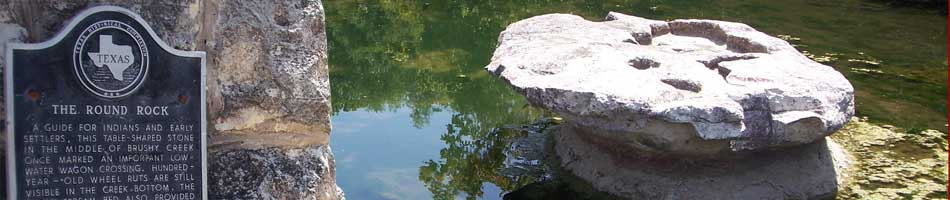 TEXAS HISTORICAL COMMISSION
TEXAS
THE ROUND ROCK
A GUIDE FOR INDIANS AND EARLY
SETTLERS, THIS TABLE-SHAPED STONE
IN THE MIDDLE OF BRUSHY CREEK
ONCE MARKED AN IMPORTANT LOW-
WATER WAGON CROSSING. HUNDRED-
YEAR-OLD WHEEL RUTS ARE STILL
VISIBLE IN THE CREEK-BOTTOM. THE
STREAM BED ALSO PROVIDED